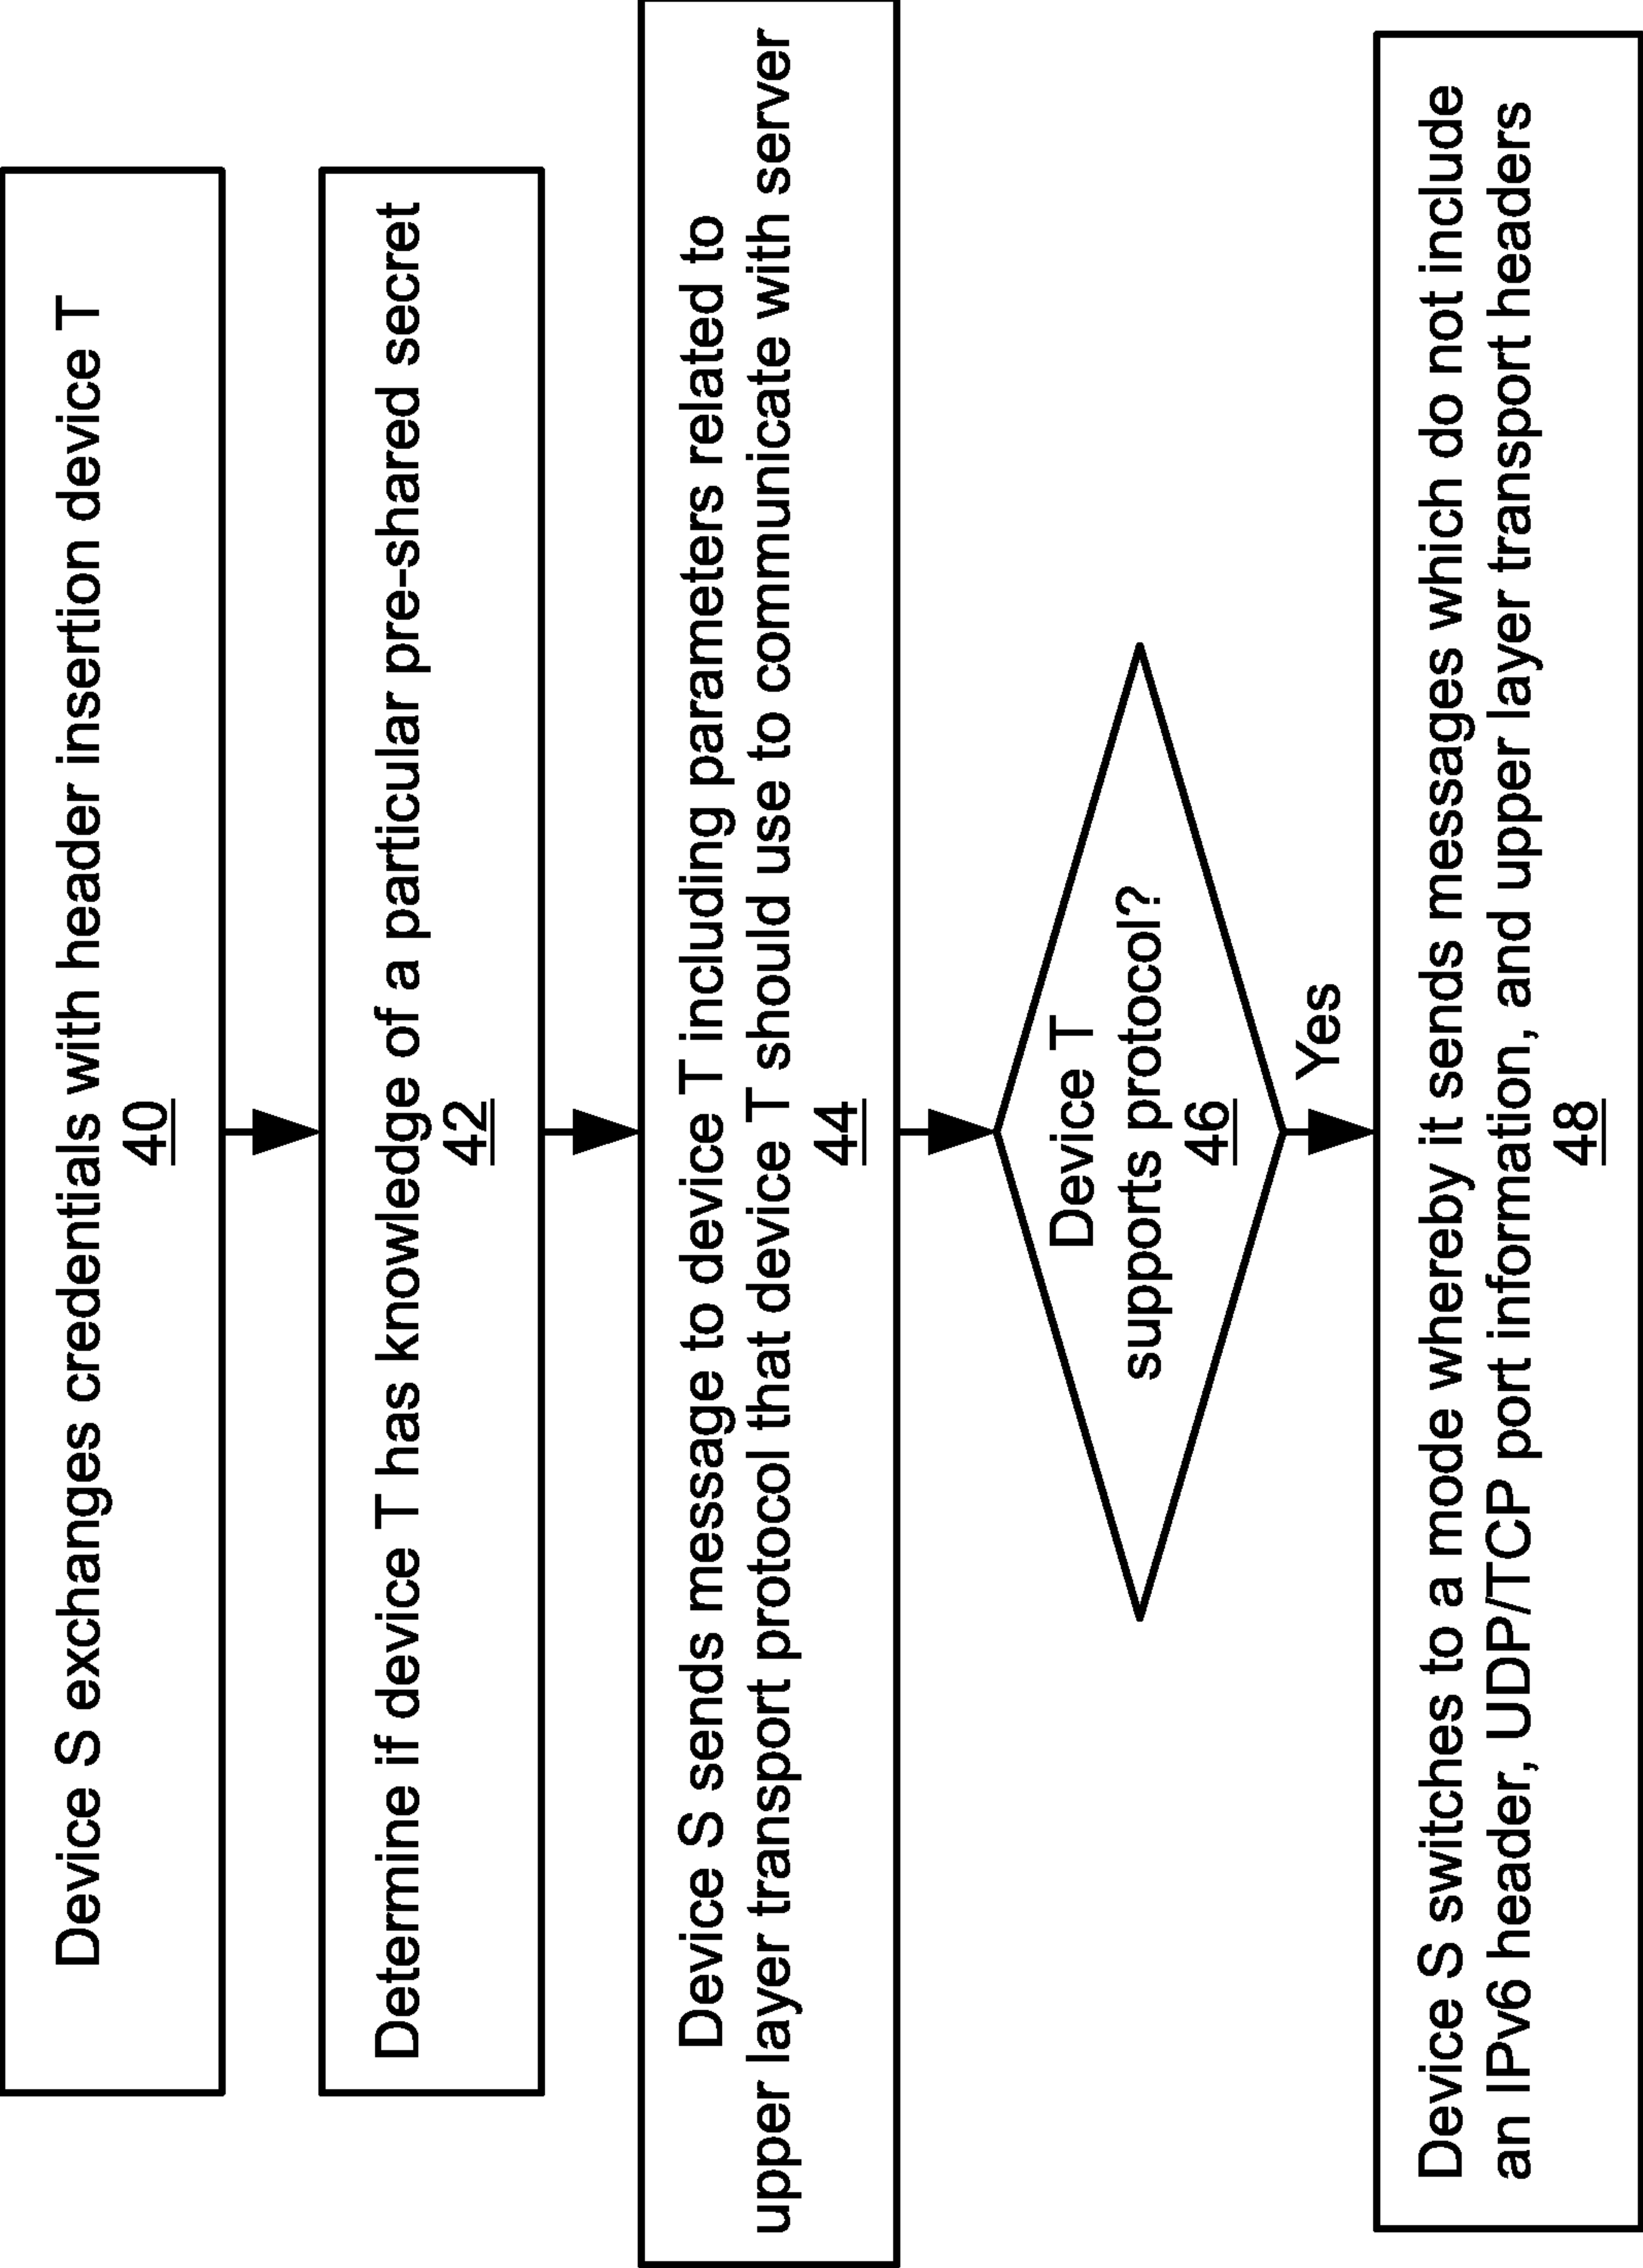 Device S exchanges credentials with header insertion device T
40
Determine if device T has knowledge of a particular pre-shared secret
42
Device S sends message to device T including parameters related to
upper layer transport protocol that device T should use to communicate with server
44
Device T
supports protocol?
46
Yes
Device S switches to a mode whereby it sends messages which do not include
an IPv6 header, UDP/TCP port information, and upper layer transport headers
48